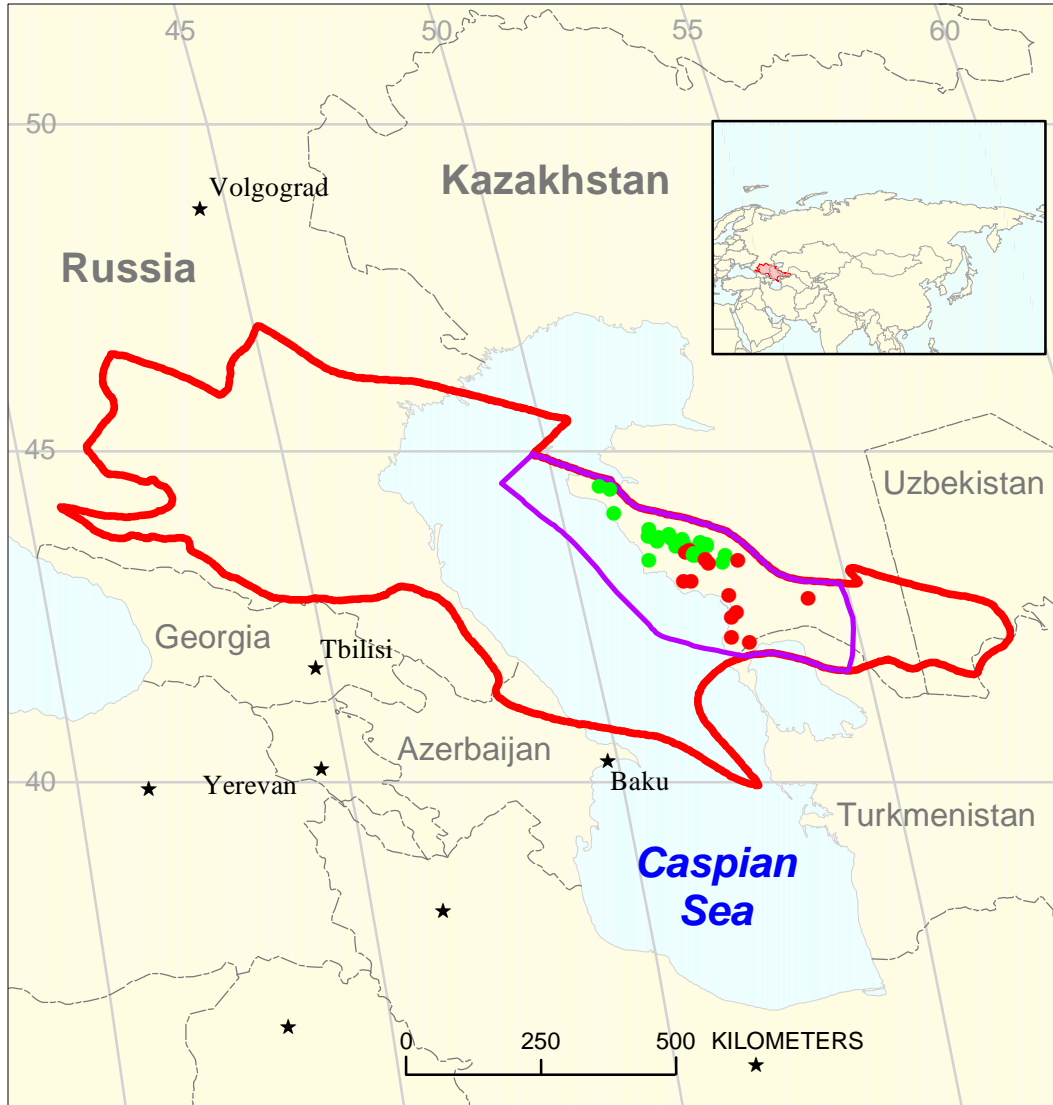 45
50
55
60
50
Volgograd
Kazakhstan
Russia
45
Uzbekistan
Georgia
Tbilisi
Azerbaijan
Yerevan
Baku
40
Turkmenistan
Caspian
Sea
0
250
500
KILOMETERS